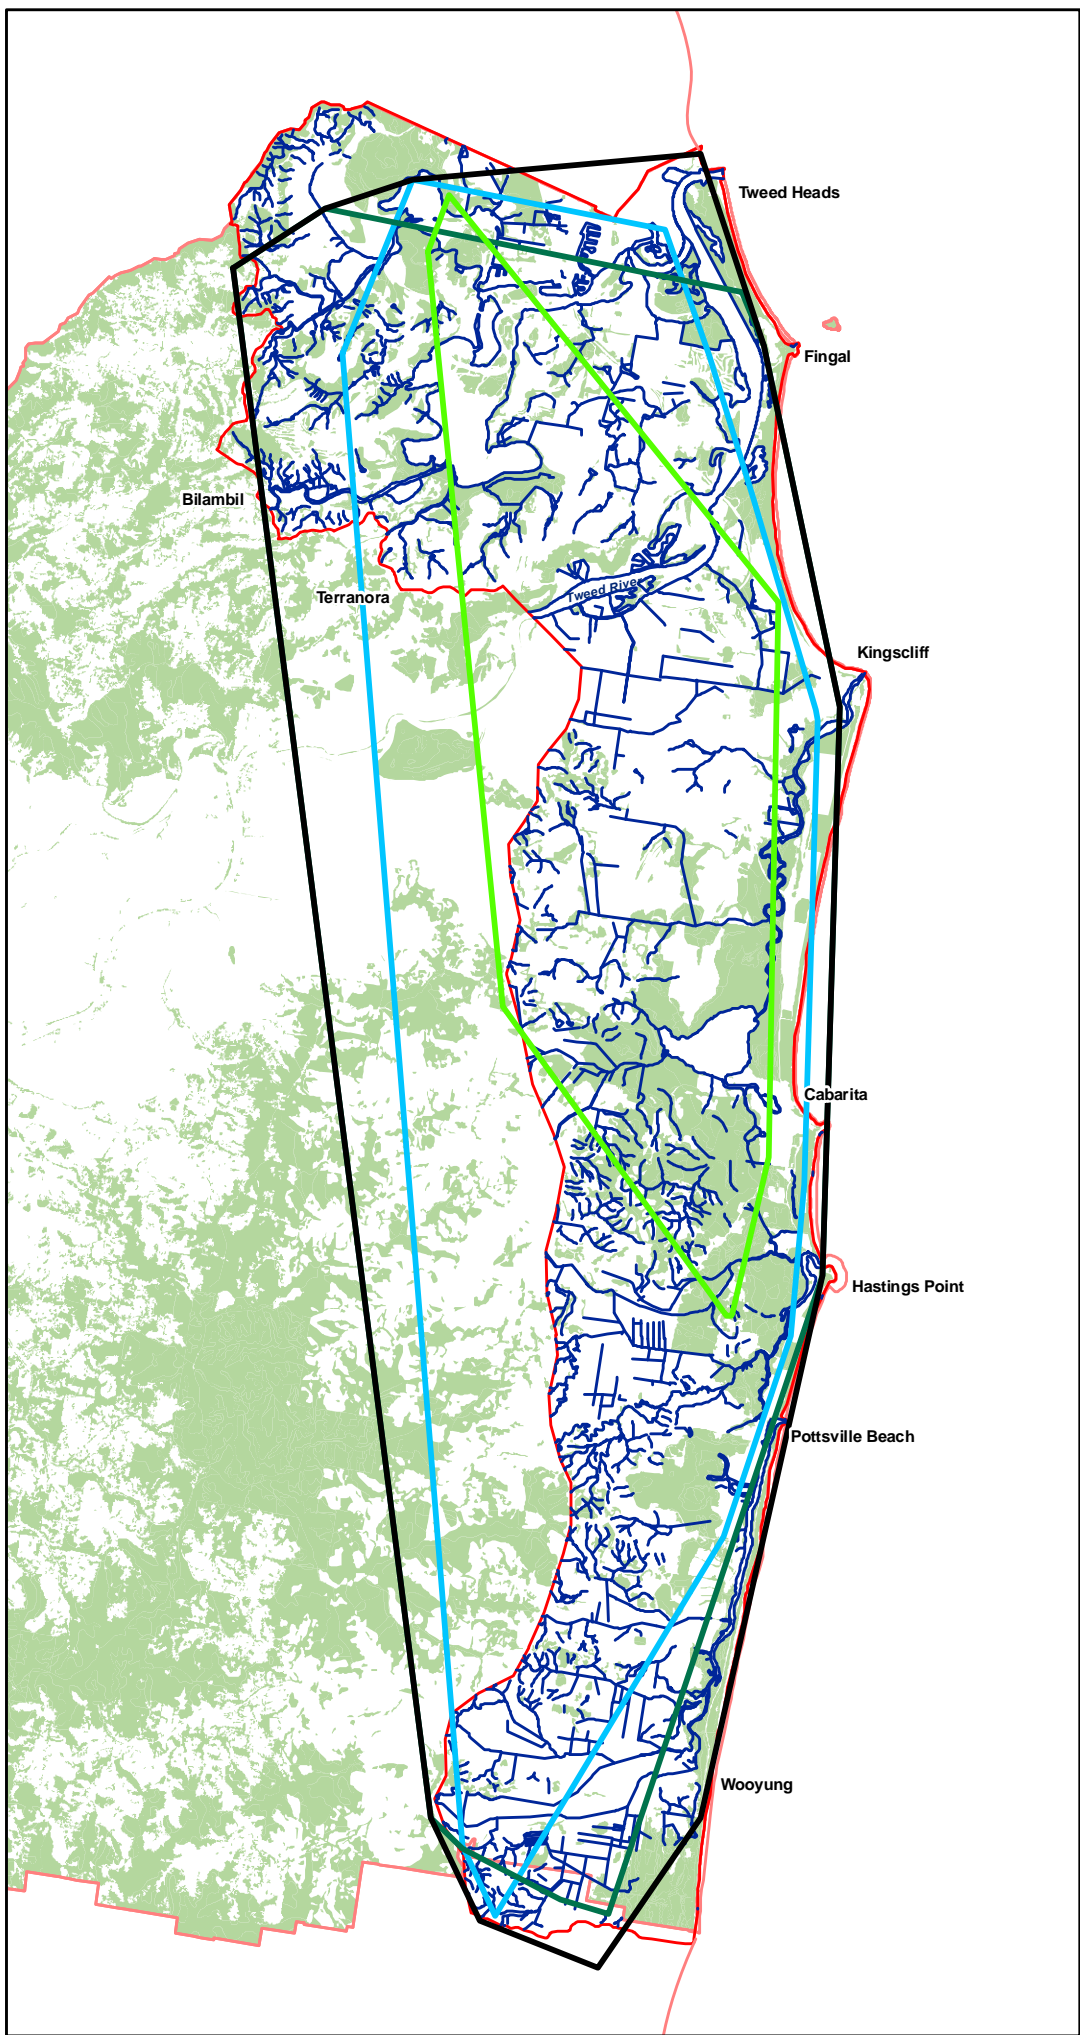 Tweed Heads
Fingal
Bilambil
Tweed River
Terranora
Kingscliff
Cabarita
Hastings Point
Pottsville Beach
Wooyung